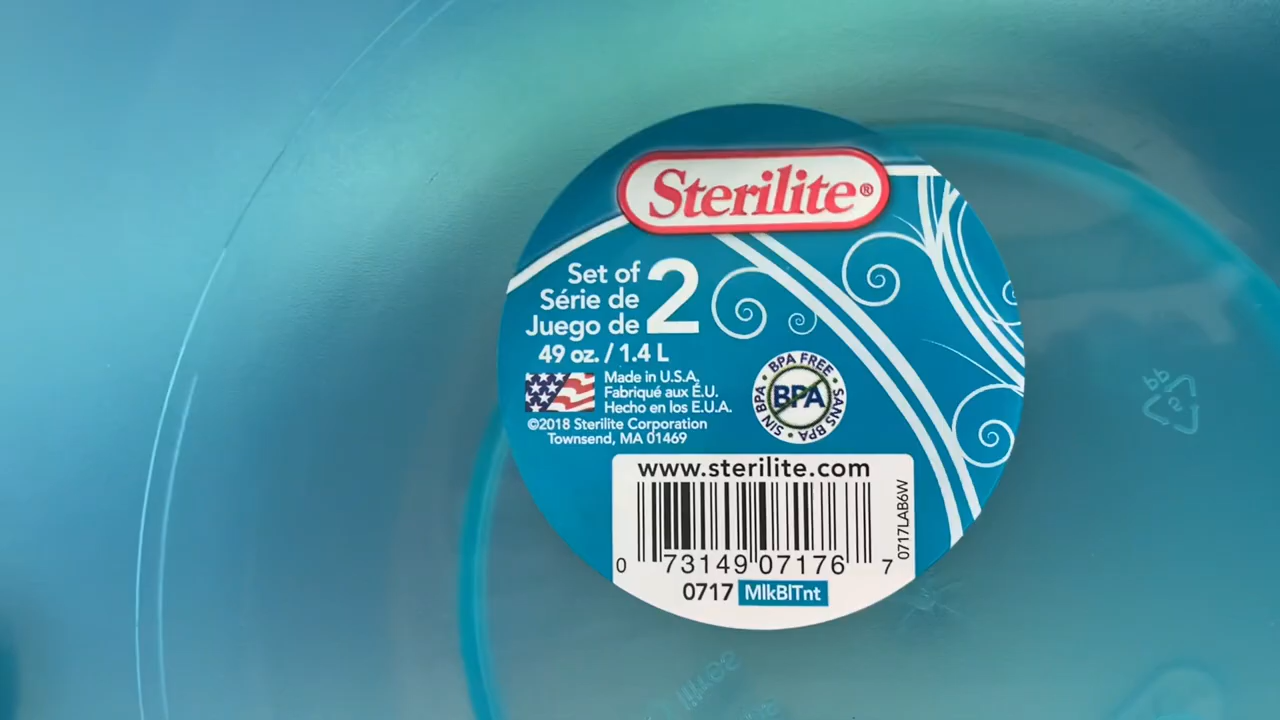 Sterilite®
Set of
Série de
Juego de
2
49 oz. / 1.4 L
Made in U.S.A.
Fabriqué aux É.U.
Hecho en los E.U.A.
©2018 Sterilite Corporation
Townsend, MA 01469
BPA FREE • SANS BPA • SIN BPA •
BPA
www.sterilite.com
0 73149 07176 7
0717LAB6W
0717 MlkBlTnt
PP